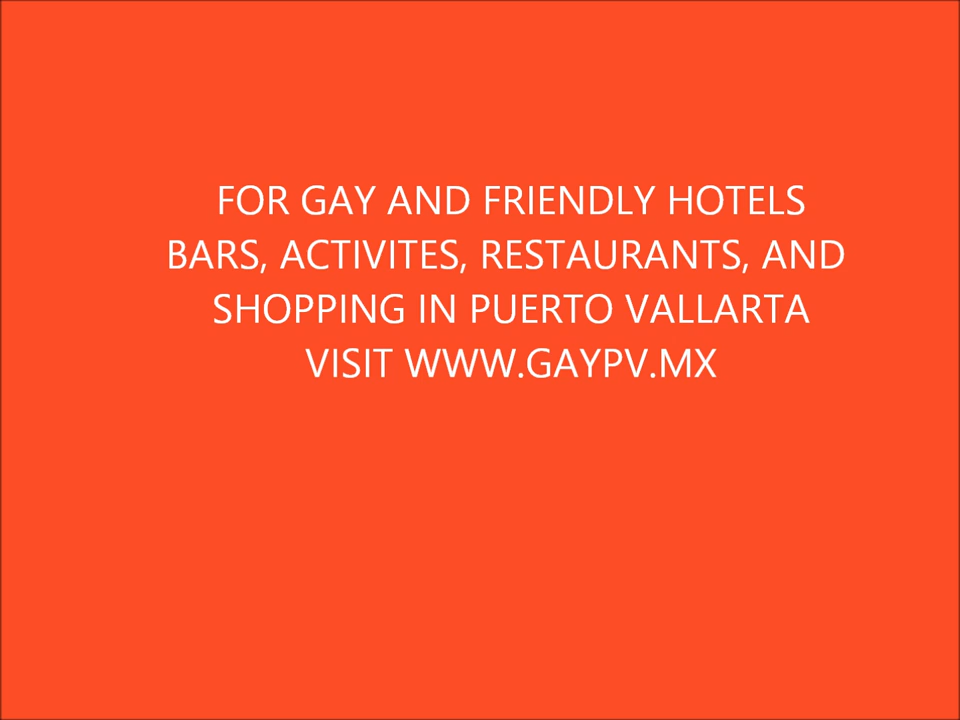 FOR GAY AND FRIENDLY HOTELS
BARS, ACTIVITES, RESTAURANTS, AND
SHOPPING IN PUERTO VALLARTA
VISIT WWW.GAYPV.MX